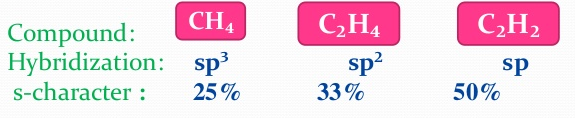 Compound: CH₄ C₂H₄ C₂H₂
Hybridization: sp³ sp² sp
s-character : 25% 33% 50%